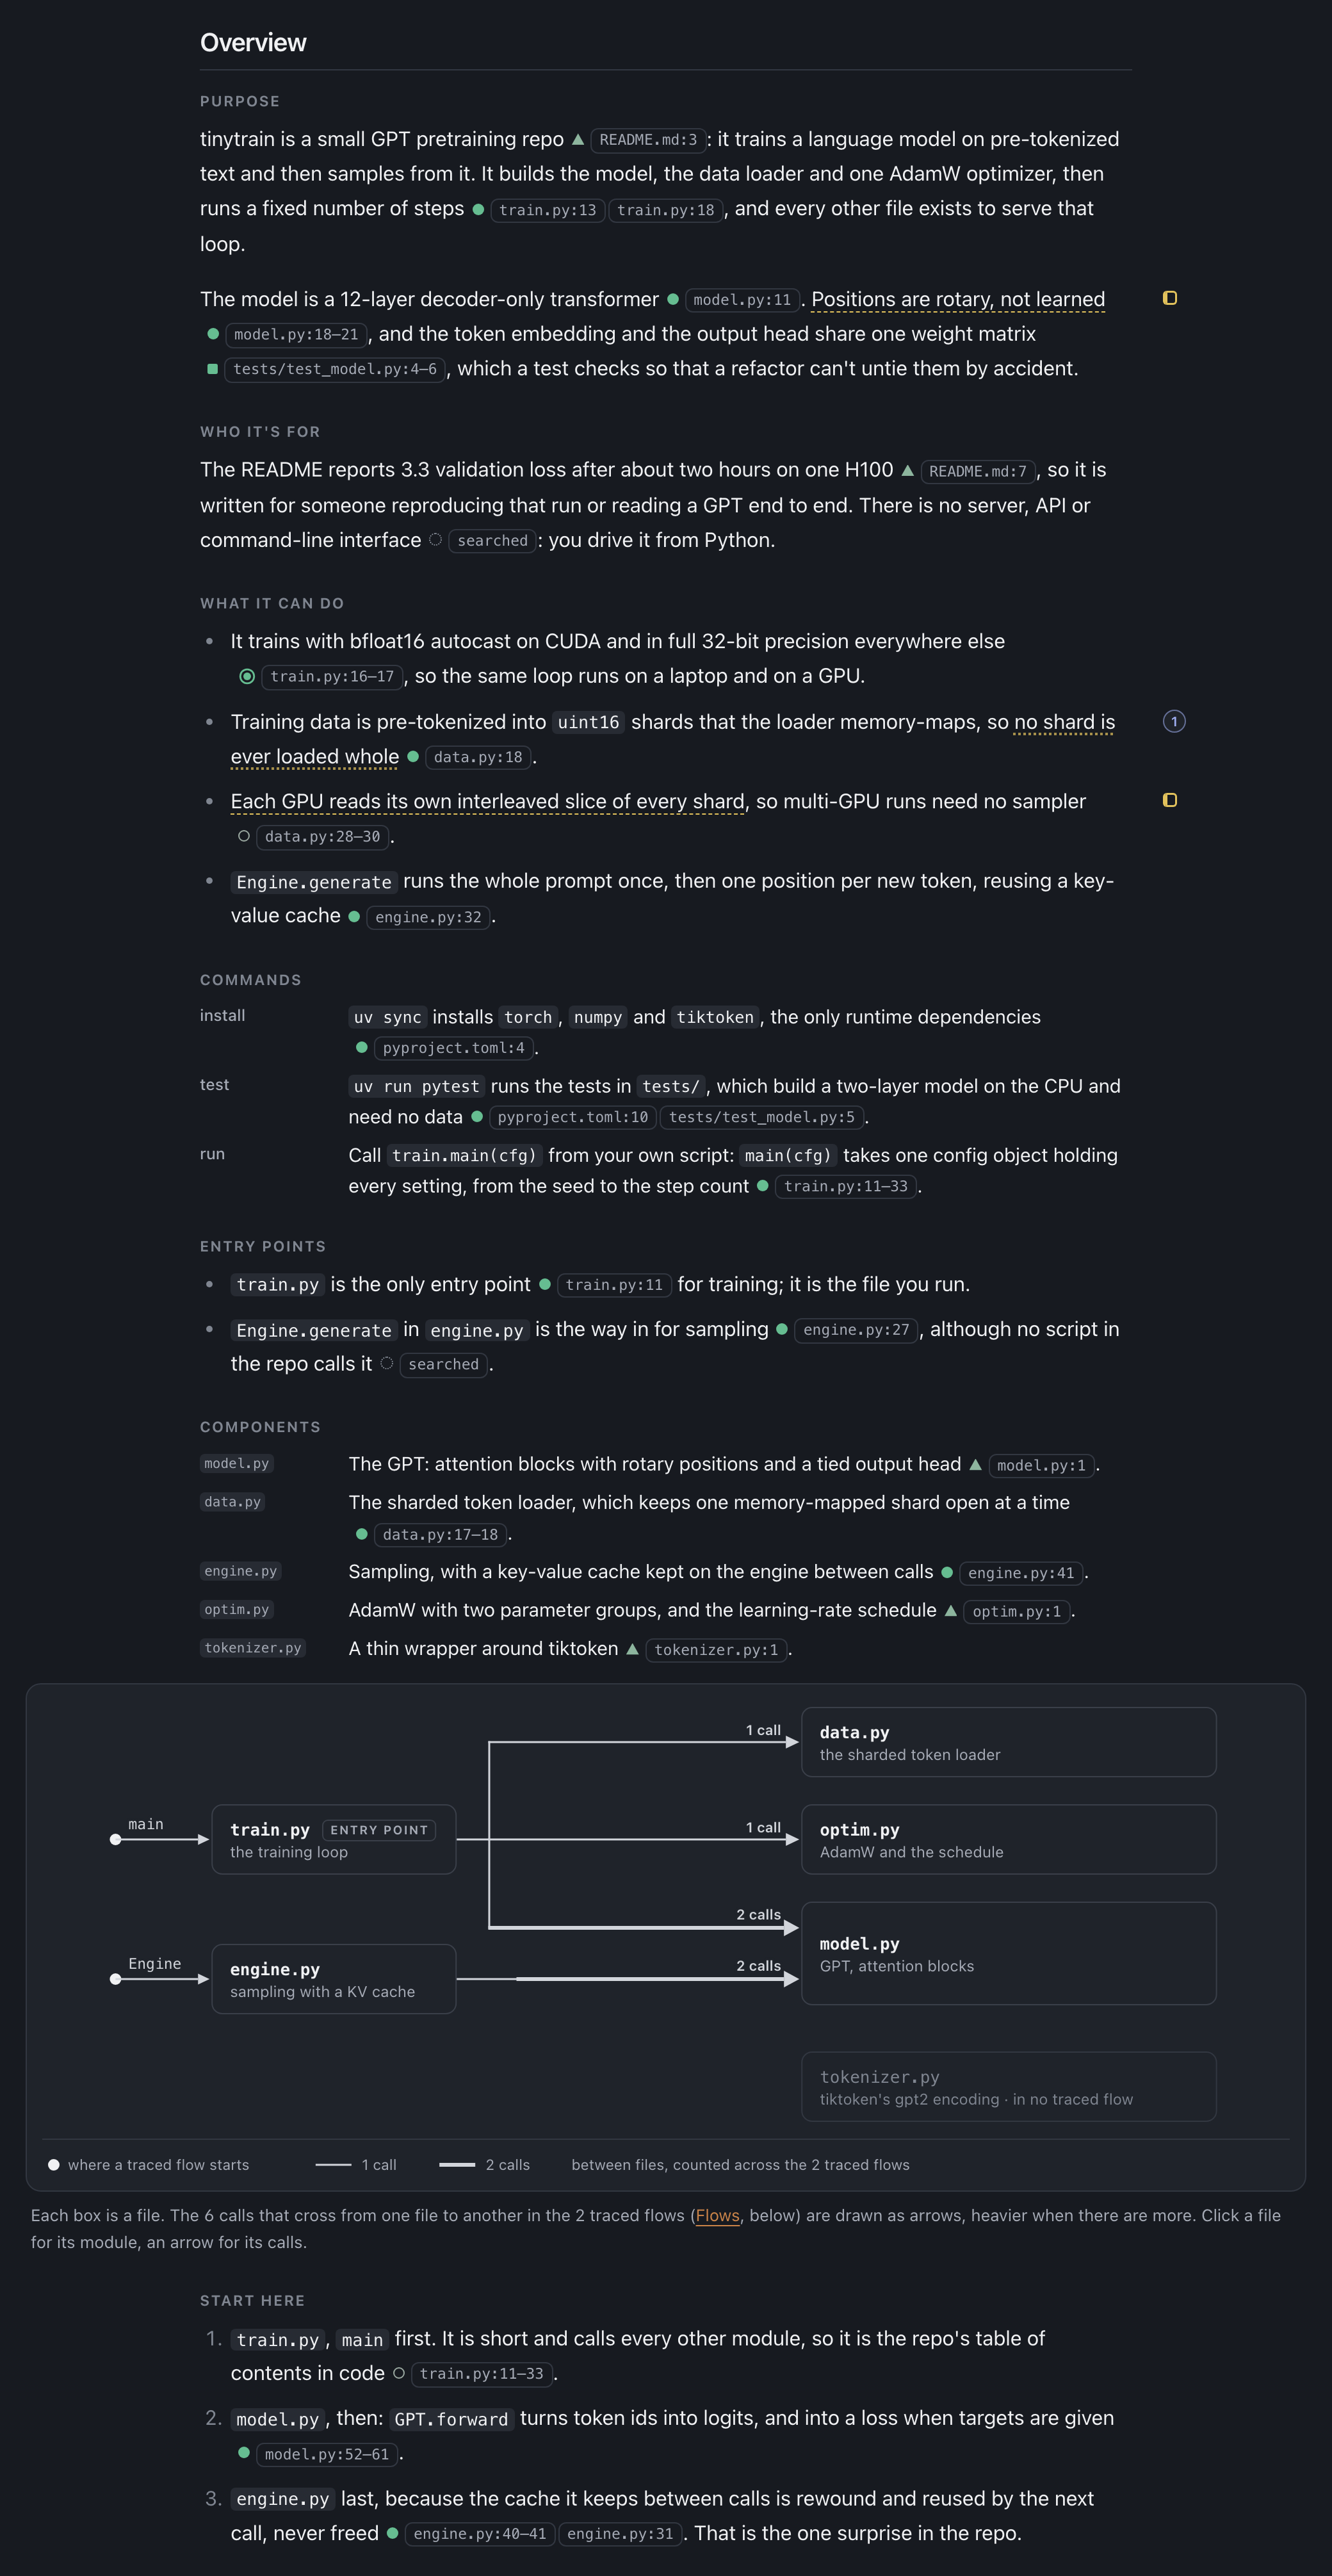 Overview
PURPOSE
tinytrain is a small GPT pretraining repo ▲ README.md:3: it trains a language model on pre-tokenized
text and then samples from it. It builds the model, the data loader and one AdamW optimizer, then
runs a fixed number of steps ● train.py:13 train.py:18, and every other file exists to serve that
loop.
The model is a 12-layer decoder-only transformer ● model.py:11. Positions are rotary, not learned
● model.py:18–21, and the token embedding and the output head share one weight matrix
■ tests/test_model.py:4–6, which a test checks so that a refactor can't untie them by accident.
WHO IT'S FOR
The README reports 3.3 validation loss after about two hours on one H100 ▲ README.md:7, so it is
written for someone reproducing that run or reading a GPT end to end. There is no server, API or
command-line interface searched: you drive it from Python.
WHAT IT CAN DO
• It trains with bfloat16 autocast on CUDA and in full 32-bit precision everywhere else
train.py:16–17, so the same loop runs on a laptop and on a GPU.
• Training data is pre-tokenized into uint16 shards that the loader memory-maps, so no shard is 1
ever loaded whole ● data.py:18.
• Each GPU reads its own interleaved slice of every shard, so multi-GPU runs need no sampler
○ data.py:28–30.
• Engine.generate runs the whole prompt once, then one position per new token, reusing a key-
value cache ● engine.py:32.
COMMANDS
install uv sync installs torch, numpy and tiktoken, the only runtime dependencies
● pyproject.toml:4.
test uv run pytest runs the tests in tests/, which build a two-layer model on the CPU and
need no data ● pyproject.toml:10 tests/test_model.py:5.
run Call train.main(cfg) from your own script: main(cfg) takes one config object holding
every setting, from the seed to the step count ● train.py:11–33.
ENTRY POINTS
• train.py is the only entry point ● train.py:11 for training; it is the file you run.
• Engine.generate in engine.py is the way in for sampling ● engine.py:27, although no script in
the repo calls it searched.
COMPONENTS
model.py The GPT: attention blocks with rotary positions and a tied output head ▲ model.py:1.
data.py The sharded token loader, which keeps one memory-mapped shard open at a time
● data.py:17–18.
engine.py Sampling, with a key-value cache kept on the engine between calls ● engine.py:41.
optim.py AdamW with two parameter groups, and the learning-rate schedule ▲ optim.py:1.
tokenizer.py A thin wrapper around tiktoken ▲ tokenizer.py:1.
1 call
data.py
the sharded token loader
main
train.py ENTRY POINT
the training loop
1 call
optim.py
AdamW and the schedule
2 calls
model.py
GPT, attention blocks
Engine
engine.py
sampling with a KV cache
2 calls
tokenizer.py
tiktoken's gpt2 encoding · in no traced flow
where a traced flow starts 1 call 2 calls between files, counted across the 2 traced flows
Each box is a file. The 6 calls that cross from one file to another in the 2 traced flows (Flows, below) are drawn as arrows, heavier when there are more. Click a file
for its module, an arrow for its calls.
START HERE
1. train.py, main first. It is short and calls every other module, so it is the repo's table of
contents in code ○ train.py:11–33.
2. model.py, then: GPT.forward turns token ids into logits, and into a loss when targets are given
● model.py:52–61.
3. engine.py last, because the cache it keeps between calls is rewound and reused by the next
call, never freed ● engine.py:40–41 engine.py:31. That is the one surprise in the repo.